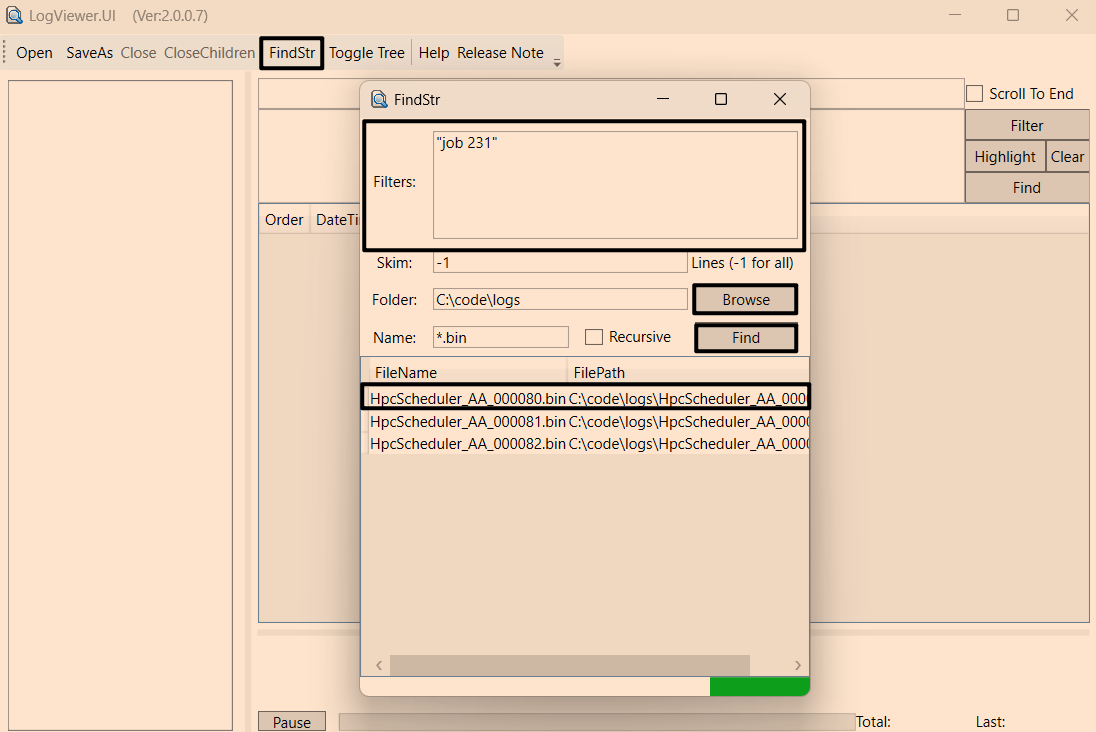 LogViewer.UI (Ver:2.0.0.7)
Open SaveAs Close CloseChildren FindStr Toggle Tree Help Release Note
FindStr
Scroll To End
Filters:
"job 231"
Filter
Highlight Clear
Find
Order DateTi
Skim: -1 Lines (-1 for all)
Folder: C:\code\logs Browse
Name: *.bin Recursive Find
FileName FilePath
HpcScheduler_AA_000080.bin C:\code\logs\HpcScheduler_AA_000
HpcScheduler_AA_000081.bin C:\code\logs\HpcScheduler_AA_000
HpcScheduler_AA_000082.bin C:\code\logs\HpcScheduler_AA_000
Pause Total: Last: